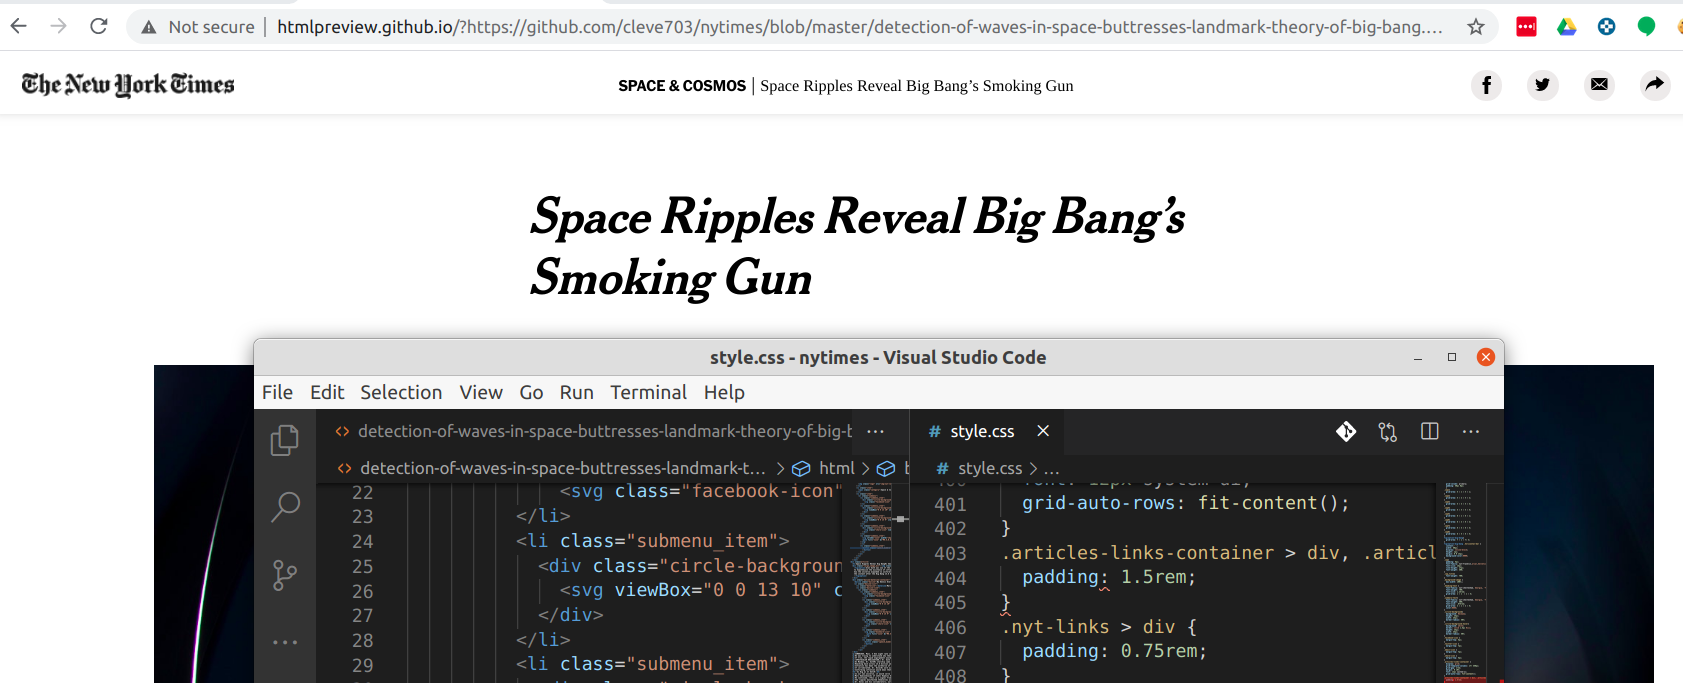 Not secure | htmlpreview.github.io/?https://github.com/cleve703/nytimes/blob/master/detection-of-waves-in-space-buttresses-landmark-theory-of-big-bang....
The New York Times
SPACE & COSMOS | Space Ripples Reveal Big Bang’s Smoking Gun
Space Ripples Reveal Big Bang’s
Smoking Gun
style.css - nytimes - Visual Studio Code
File Edit Selection View Go Run Terminal Help
<> detection-of-waves-in-space-buttresses-landmark-theory-of-big-b ...
<> detection-of-waves-in-space-buttresses-landmark-t... > html > b
22 <svg class="facebook-icon"
23 </li>
24 <li class="submenu_item">
25 <div class="circle-backgroun
26 <svg viewBox="0 0 13 10" c
27 </div>
28 </li>
29 <li class="submenu_item">
# style.css
# style.css > ...
400 font: 12px system-ui;
401 grid-auto-rows: fit-content();
402 }
403 .articles-links-container > div, .articl
404 padding: 1.5rem;
405 }
406 .nyt-links > div {
407 padding: 0.75rem;
408 }